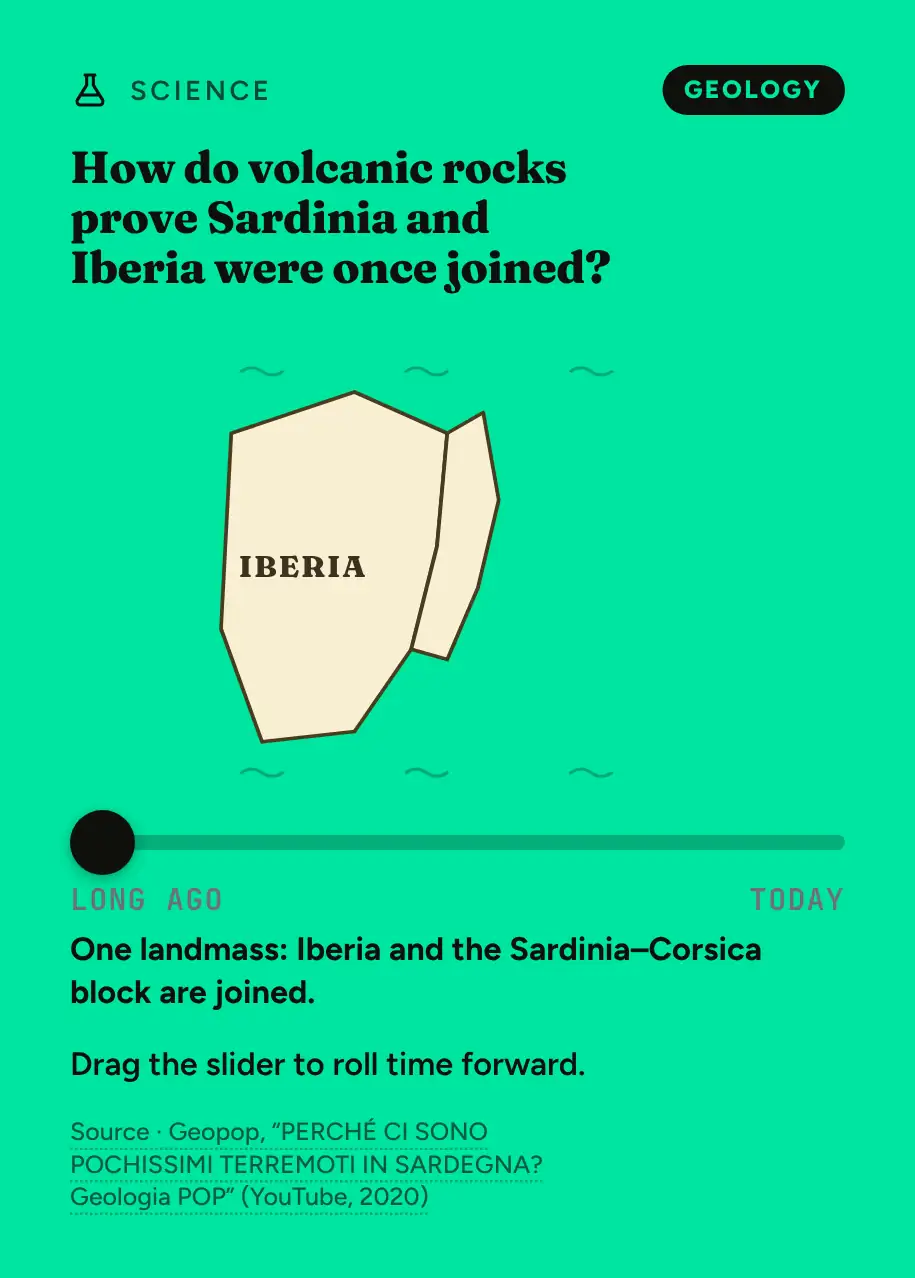 SCIENCE
GEOLOGY
How do volcanic rocks
prove Sardinia and
Iberia were once joined?
IBERIA
LONG AGO
TODAY
One landmass: Iberia and the Sardinia–Corsica
block are joined.
Drag the slider to roll time forward.
Source · Geopop, “PERCHÉ CI SONO
POCHISSIMI TERREMOTI IN SARDEGNA?
Geologia POP” (YouTube, 2020)